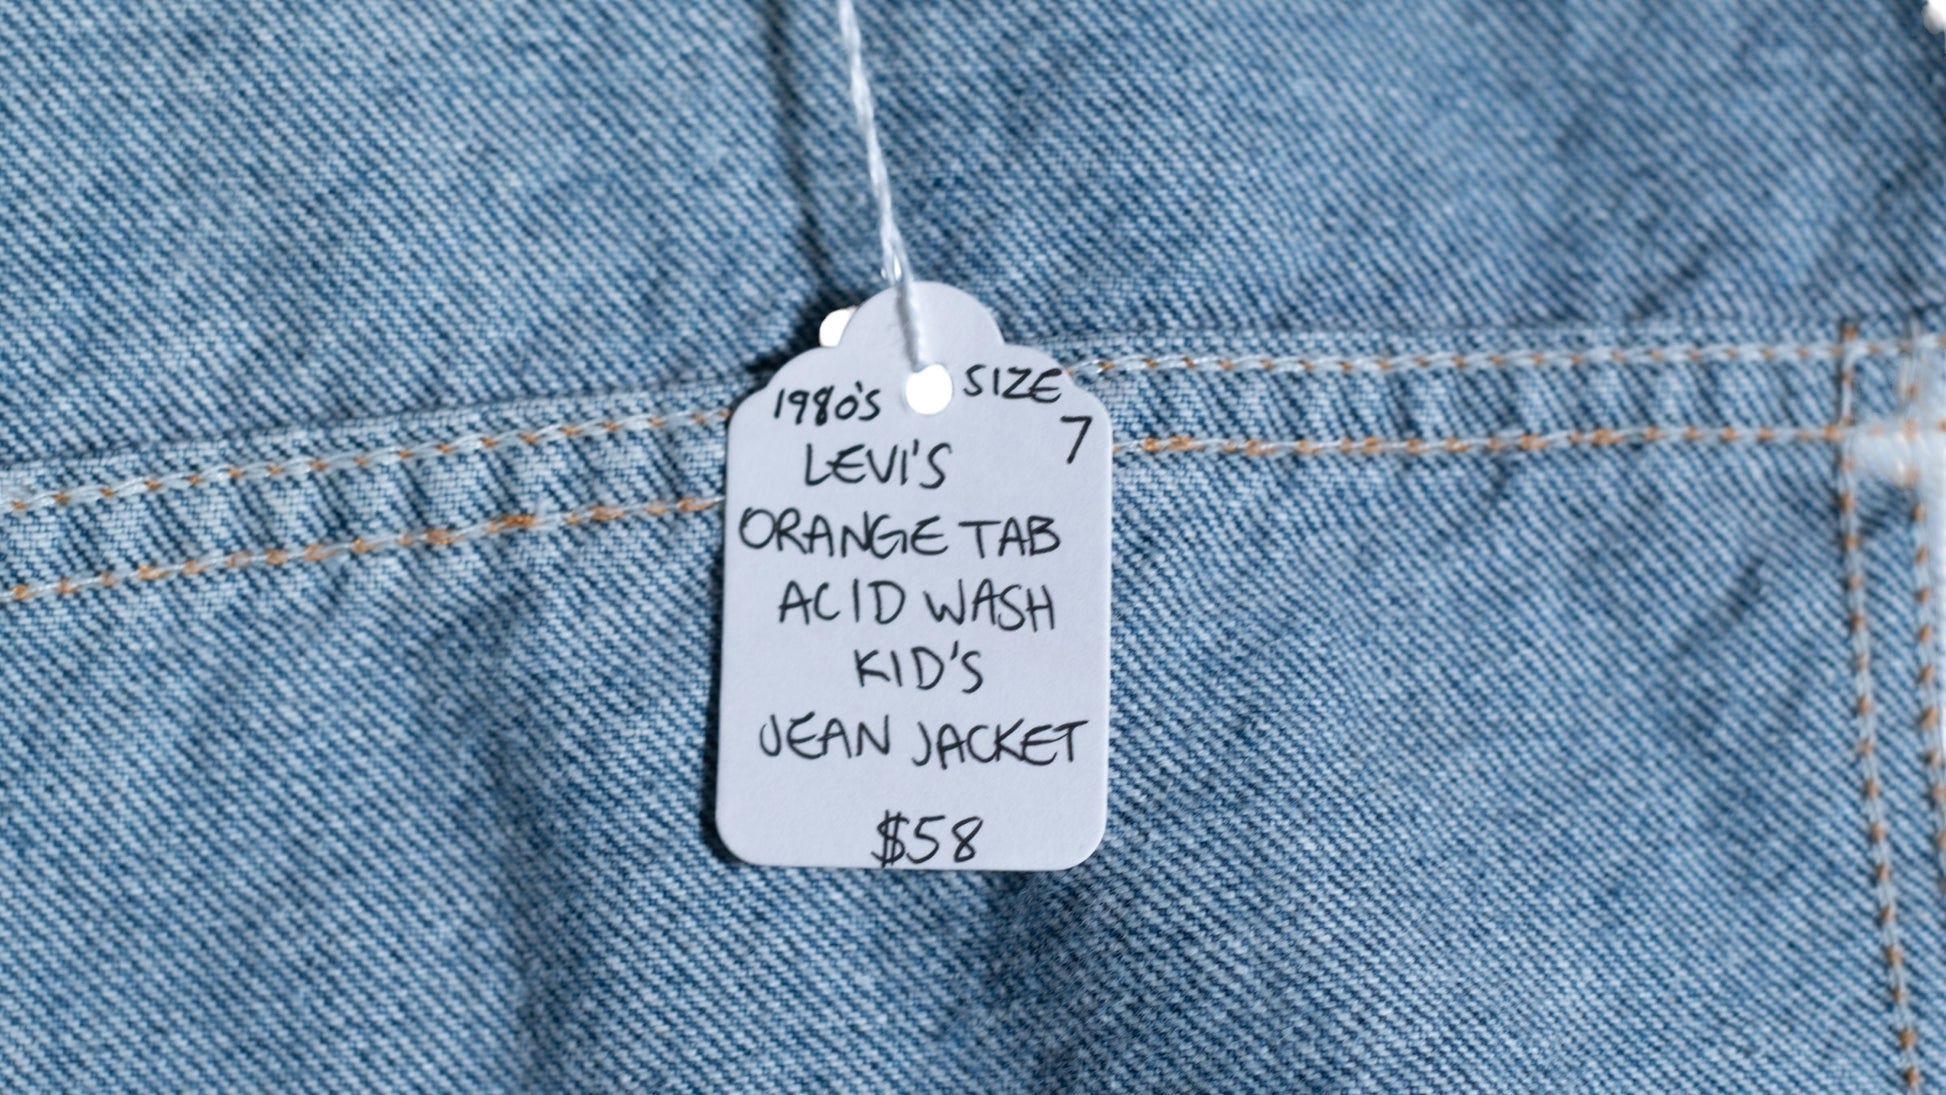 1980's SIZE
7
LEVI'S
ORANGE TAB
ACID WASH
KID'S
JEAN JACKET
$58